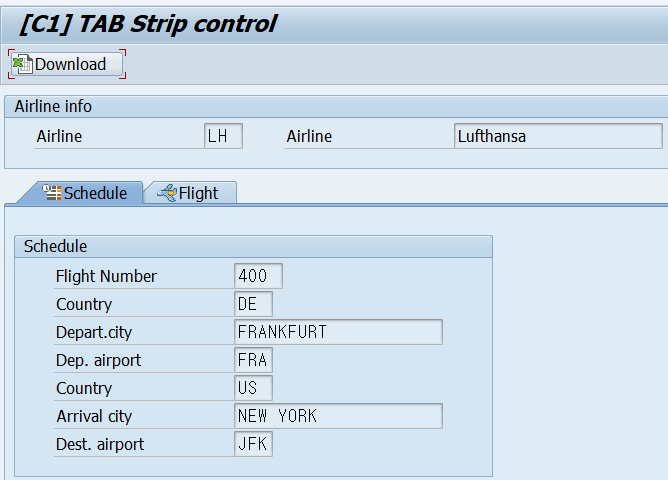 [C1] TAB Strip control
Download
Airline info
Airline LH Airline Lufthansa
Schedule Flight
Schedule
Flight Number 400
Country DE
Depart.city FRANKFURT
Dep. airport FRA
Country US
Arrival city NEW YORK
Dest. airport JFK